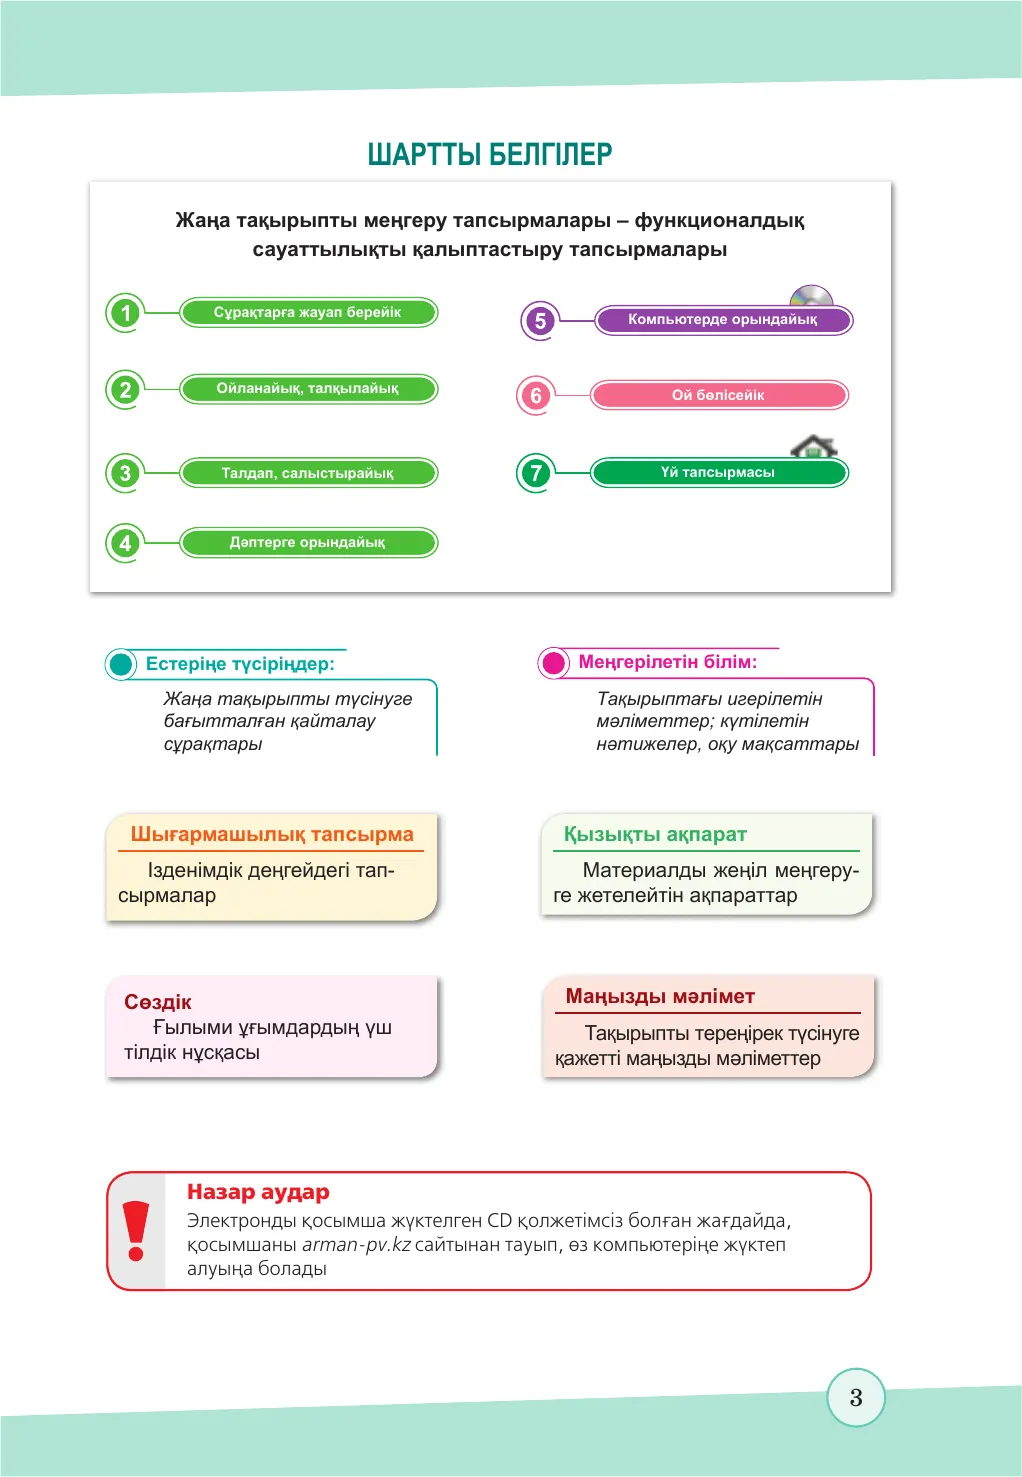 ШАРТТЫ БЕЛГІЛЕР
Жаңа тақырыпты меңгеру тапсырмалары – функционалдық
сауаттылықты қалыптастыру тапсырмалары
1 Сұрақтарға жауап берейік
2 Ойланайық, талқылайық
3 Талдап, салыстырайық
4 Дәптерге орындайық
5 Компьютерде орындайық
6 Ой бөлісейік
7 Үй тапсырмасы
Естеріңе түсіріңдер:
Жаңа тақырыпты түсінуге
бағытталған қайталау
сұрақтары
Меңгерілетін білім:
Тақырыптағы игерілетін
мәліметтер; күтілетін
нәтижелер, оқу мақсаттары
Шығармашылық тапсырма
Ізденімдік деңгейдегі тап-
сырмалар
Қызықты ақпарат
Материалды жеңіл меңгеру-
ге жетелейтін ақпараттар
Сөздік
Ғылыми ұғымдардың үш
тілдік нұсқасы
Маңызды мәлімет
Тақырыпты тереңірек түсінуге
қажетті маңызды мәліметтер
!
Назар аудар
Электронды қосымша жүктелген CD қолжетімсіз болған жағдайда,
қосымшаны arman-pv.kz сайтынан тауып, өз компьютеріңе жүктеп
алуыңа болады
3